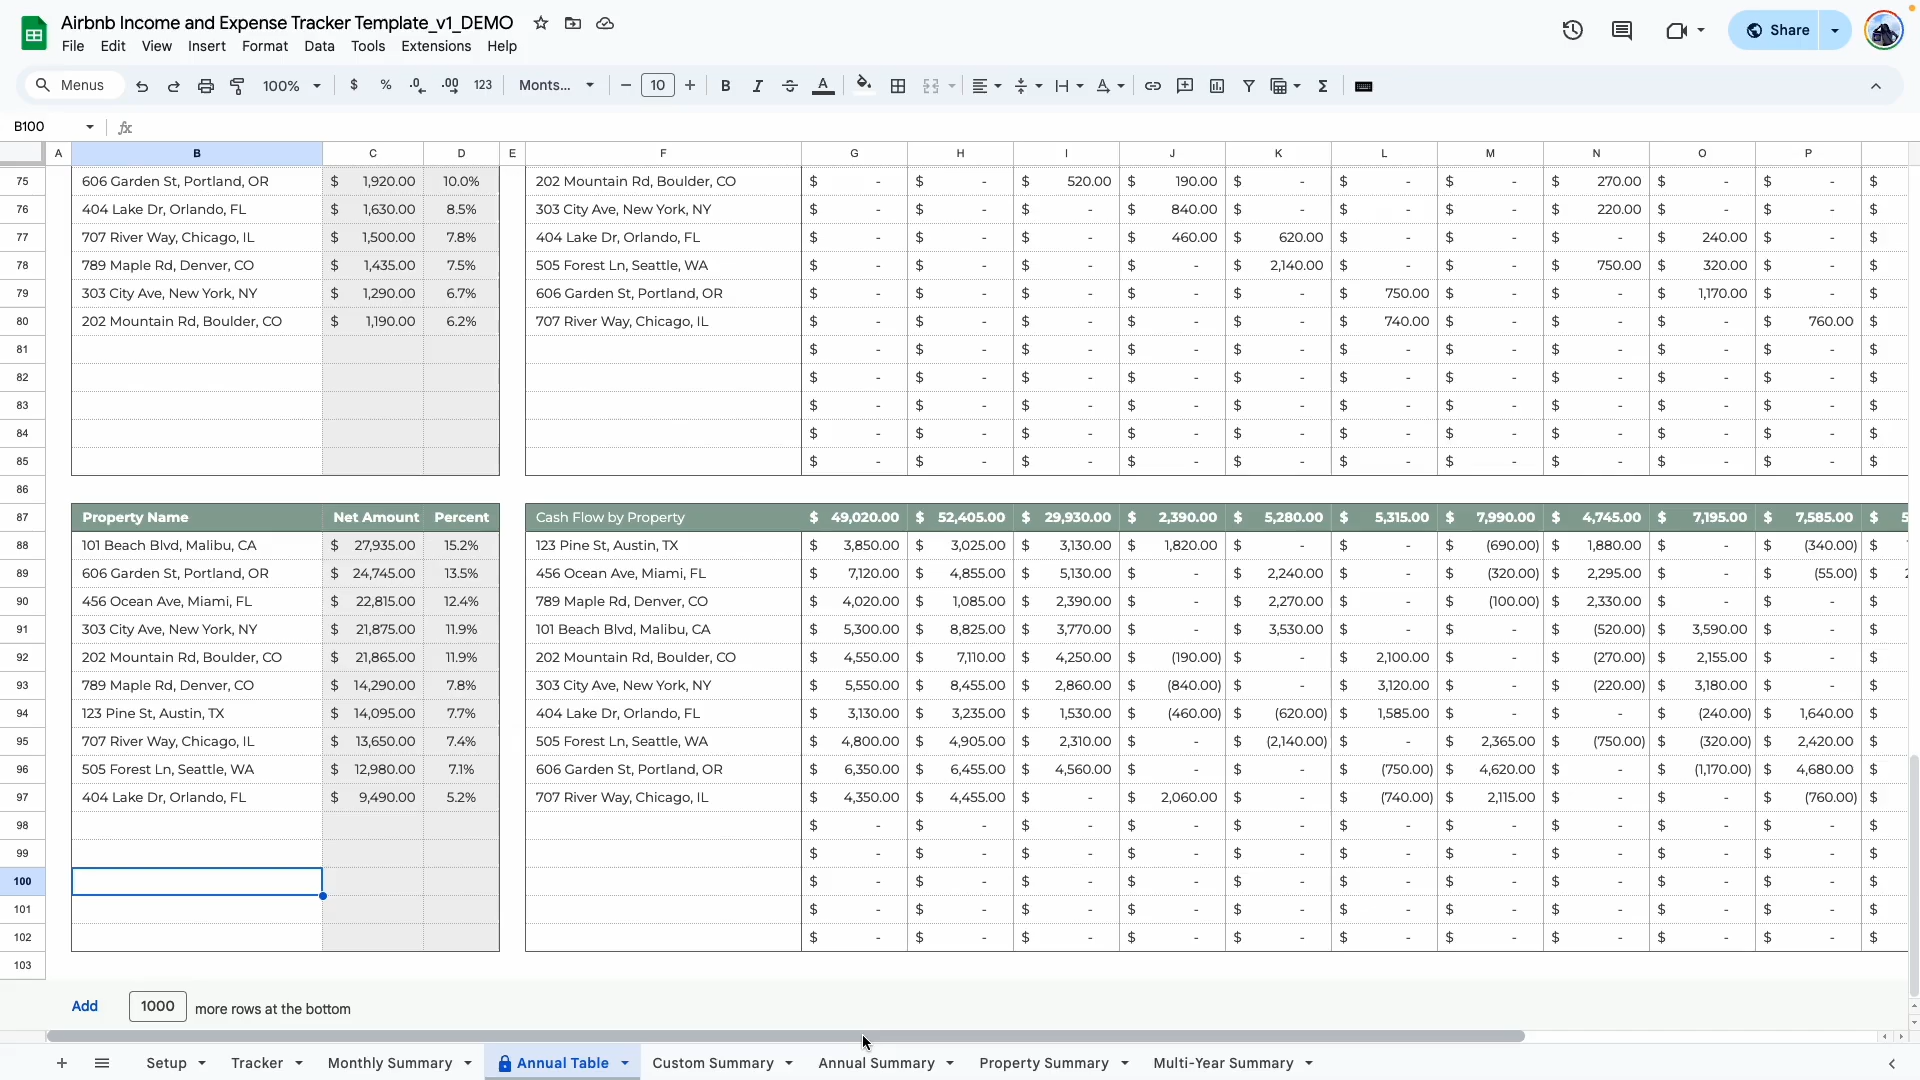 Airbnb Income and Expense Tracker Template_v1_DEMO
File Edit View Insert Format Data Tools Extensions Help
Share
Menus 100% $ % .0 .00 123 Monts... − 10 + B I A Σ
B100 fx
A B C D E F G H I J K L M N O P
75 606 Garden St, Portland, OR $ 1,920.00 10.0% 202 Mountain Rd, Boulder, CO $ - $ - $ 520.00 $ 190.00 $ - $ - $ - $ 270.00 $ - $ - $
76 404 Lake Dr, Orlando, FL $ 1,630.00 8.5% 303 City Ave, New York, NY $ - $ - $ - $ 840.00 $ - $ - $ - $ 220.00 $ - $ - $
77 707 River Way, Chicago, IL $ 1,500.00 7.8% 404 Lake Dr, Orlando, FL $ - $ - $ - $ 460.00 $ 620.00 $ - $ - $ - $ 240.00 $ - $
78 789 Maple Rd, Denver, CO $ 1,435.00 7.5% 505 Forest Ln, Seattle, WA $ - $ - $ - $ - $ 2,140.00 $ - $ - $ 750.00 $ 320.00 $ - $
79 303 City Ave, New York, NY $ 1,290.00 6.7% 606 Garden St, Portland, OR $ - $ - $ - $ - $ - $ 750.00 $ - $ - $ 1,170.00 $ - $
80 202 Mountain Rd, Boulder, CO $ 1,190.00 6.2% 707 River Way, Chicago, IL $ - $ - $ - $ - $ - $ 740.00 $ - $ - $ - $ 760.00 $
81 $ - $ - $ - $ - $ - $ - $ - $ - $ - $ - $
82 $ - $ - $ - $ - $ - $ - $ - $ - $ - $ - $
83 $ - $ - $ - $ - $ - $ - $ - $ - $ - $ - $
84 $ - $ - $ - $ - $ - $ - $ - $ - $ - $ - $
85 $ - $ - $ - $ - $ - $ - $ - $ - $ - $ - $
86
87 Property Name Net Amount Percent Cash Flow by Property $ 49,020.00 $ 52,405.00 $ 29,930.00 $ 2,390.00 $ 5,280.00 $ 5,315.00 $ 7,990.00 $ 4,745.00 $ 7,195.00 $ 7,585.00 $
88 101 Beach Blvd, Malibu, CA $ 27,935.00 15.2% 123 Pine St, Austin, TX $ 3,850.00 $ 3,025.00 $ 3,130.00 $ 1,820.00 $ - $ - $ (690.00) $ 1,880.00 $ - $ (340.00) $
89 606 Garden St, Portland, OR $ 24,745.00 13.5% 456 Ocean Ave, Miami, FL $ 7,120.00 $ 4,855.00 $ 5,130.00 $ - $ 2,240.00 $ - $ (320.00) $ 2,295.00 $ - $ (55.00) $
90 456 Ocean Ave, Miami, FL $ 22,815.00 12.4% 789 Maple Rd, Denver, CO $ 4,020.00 $ 1,085.00 $ 2,390.00 $ - $ 2,270.00 $ - $ (100.00) $ 2,330.00 $ - $ - $
91 303 City Ave, New York, NY $ 21,875.00 11.9% 101 Beach Blvd, Malibu, CA $ 5,300.00 $ 8,825.00 $ 3,770.00 $ - $ 3,530.00 $ - $ - $ (520.00) $ 3,590.00 $ - $
92 202 Mountain Rd, Boulder, CO $ 21,865.00 11.9% 202 Mountain Rd, Boulder, CO $ 4,550.00 $ 7,110.00 $ 4,250.00 $ (190.00) $ - $ 2,100.00 $ - $ (270.00) $ 2,155.00 $ - $
93 789 Maple Rd, Denver, CO $ 14,290.00 7.8% 303 City Ave, New York, NY $ 5,550.00 $ 8,455.00 $ 2,860.00 $ (840.00) $ - $ 3,120.00 $ - $ (220.00) $ 3,180.00 $ - $
94 123 Pine St, Austin, TX $ 14,095.00 7.7% 404 Lake Dr, Orlando, FL $ 3,130.00 $ 3,235.00 $ 1,530.00 $ (460.00) $ (620.00) $ 1,585.00 $ - $ - $ (240.00) $ 1,640.00 $
95 707 River Way, Chicago, IL $ 13,650.00 7.4% 505 Forest Ln, Seattle, WA $ 4,800.00 $ 4,905.00 $ 2,310.00 $ - $ (2,140.00) $ - $ 2,365.00 $ (750.00) $ (320.00) $ 2,420.00 $
96 505 Forest Ln, Seattle, WA $ 12,980.00 7.1% 606 Garden St, Portland, OR $ 6,350.00 $ 6,455.00 $ 4,560.00 $ - $ - $ (750.00) $ 4,620.00 $ - $ (1,170.00) $ 4,680.00 $
97 404 Lake Dr, Orlando, FL $ 9,490.00 5.2% 707 River Way, Chicago, IL $ 4,350.00 $ 4,455.00 $ - $ 2,060.00 $ - $ (740.00) $ 2,115.00 $ - $ - $ (760.00) $
98 $ - $ - $ - $ - $ - $ - $ - $ - $ - $ - $
99 $ - $ - $ - $ - $ - $ - $ - $ - $ - $ - $
100 $ - $ - $ - $ - $ - $ - $ - $ - $ - $ - $
101 $ - $ - $ - $ - $ - $ - $ - $ - $ - $ - $
102 $ - $ - $ - $ - $ - $ - $ - $ - $ - $ - $
103
Add 1000 more rows at the bottom
Setup Tracker Monthly Summary Annual Table Custom Summary Annual Summary Property Summary Multi-Year Summary